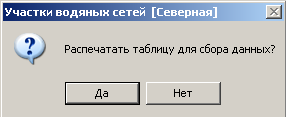 Участки водяных сетей [Северная]
Распечатать таблицу для сбора данных?
Да
Нет